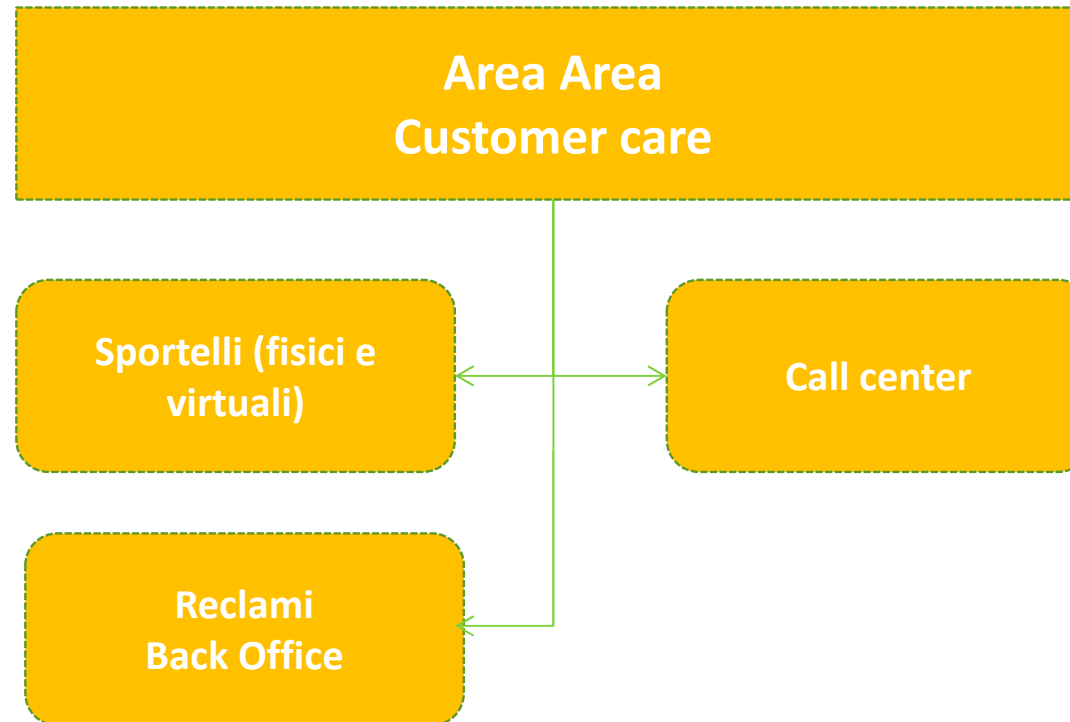 Area Area
Customer care
Sportelli (fisici e
virtuali)
Call center
Reclami
Back Office